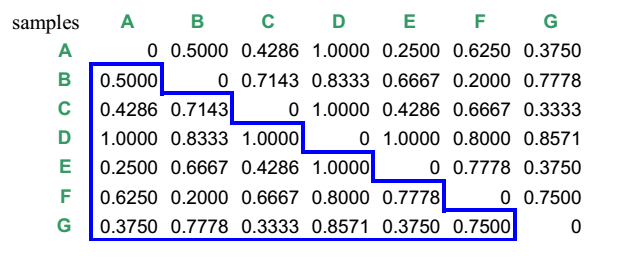 samples A B C D E F G
A 0 0.5000 0.4286 1.0000 0.2500 0.6250 0.3750
B 0.5000 0 0.7143 0.8333 0.6667 0.2000 0.7778
C 0.4286 0.7143 0 1.0000 0.4286 0.6667 0.3333
D 1.0000 0.8333 1.0000 0 1.0000 0.8000 0.8571
E 0.2500 0.6667 0.4286 1.0000 0 0.7778 0.3750
F 0.6250 0.2000 0.6667 0.8000 0.7778 0 0.7500
G 0.3750 0.7778 0.3333 0.8571 0.3750 0.7500 0